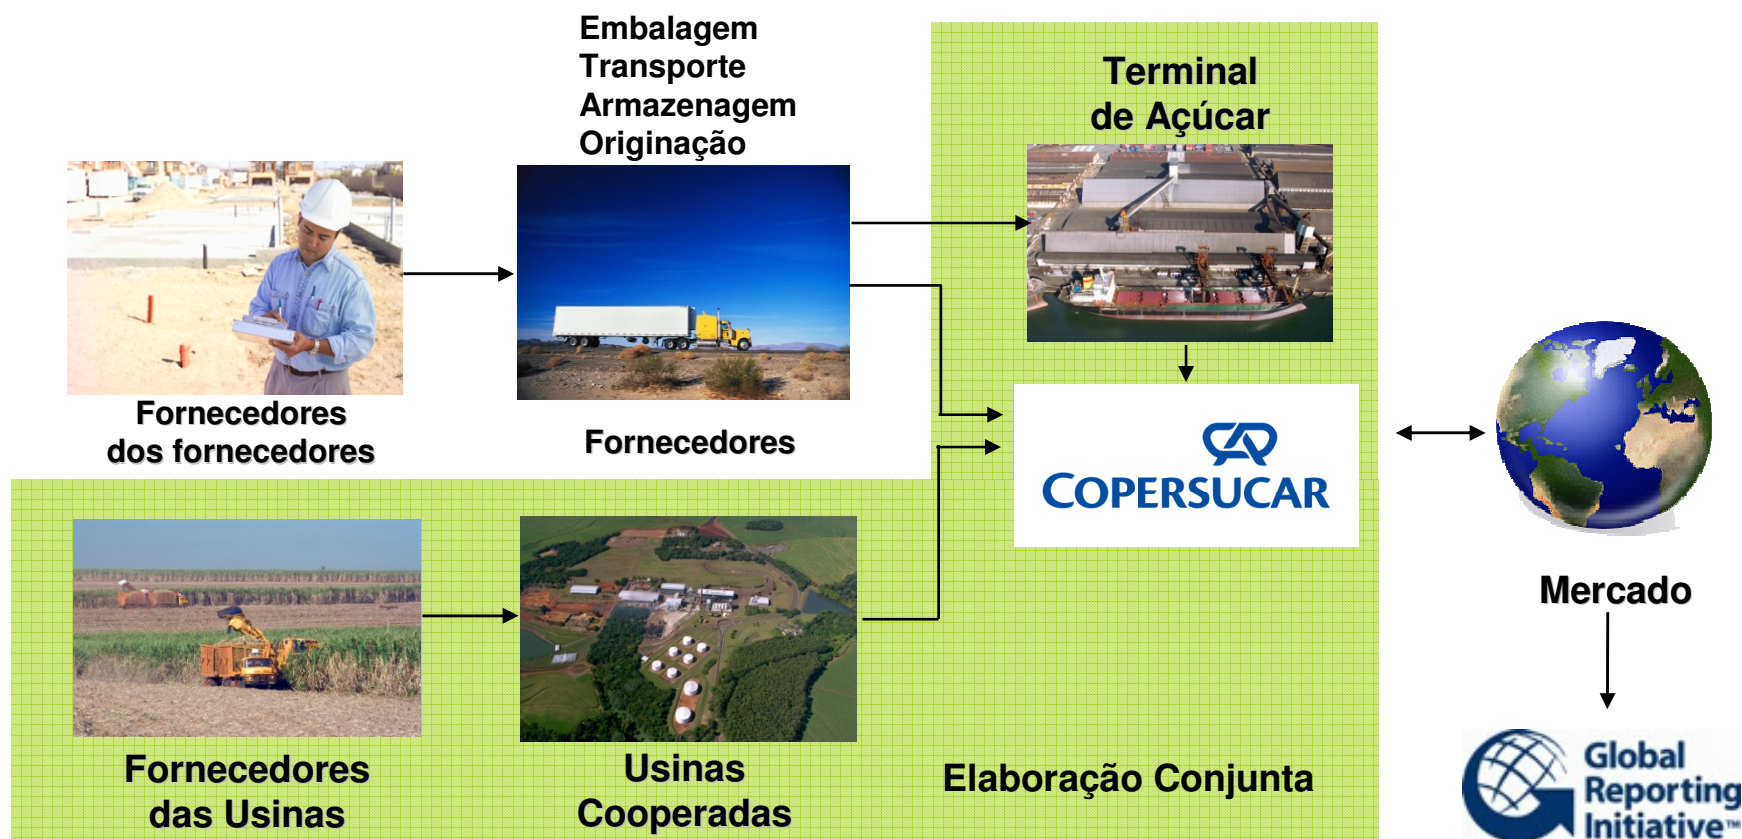 Embalagem
Transporte
Armazenagem
Originação
Terminal
de Açúcar
Fornecedores
dos fornecedores
Fornecedores
COPERSUCAR
Mercado
Fornecedores
das Usinas
Usinas
Cooperadas
Elaboração Conjunta
Global
Reporting
Initiative™